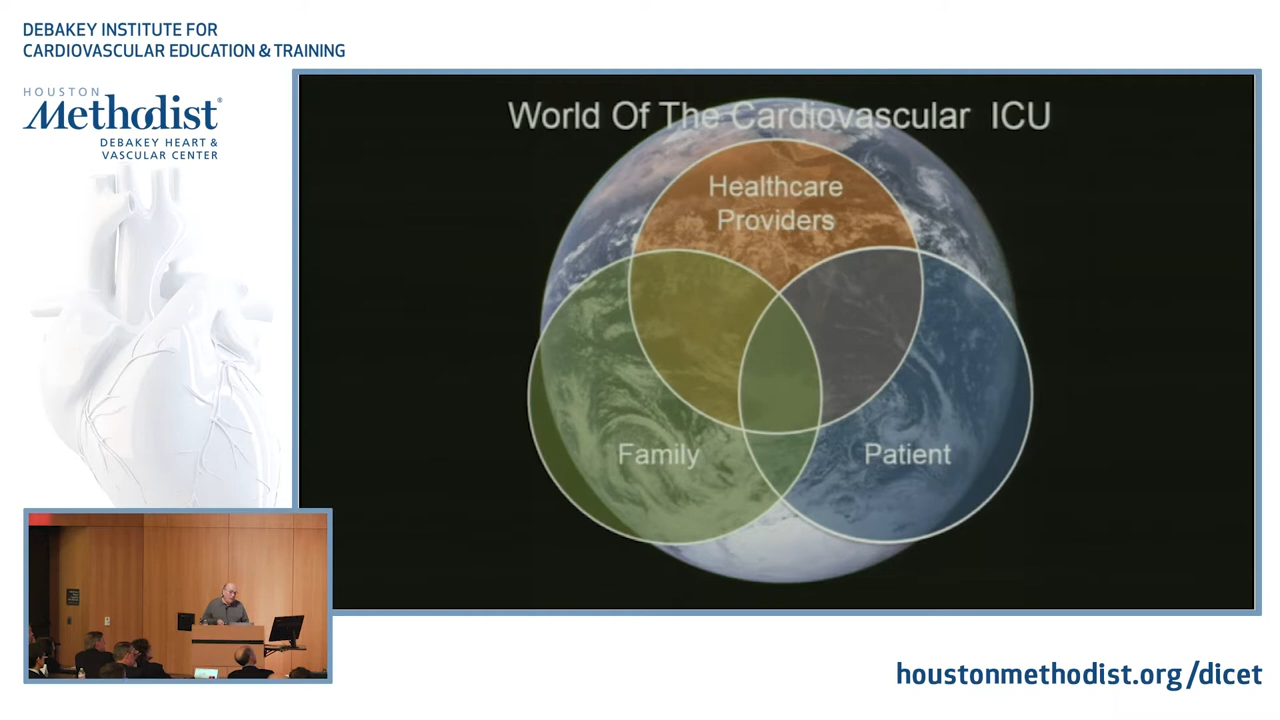 DEBAKEY INSTITUTE FOR
CARDIOVASCULAR EDUCATION & TRAINING
HOUSTON
Methodist®
DEBAKEY HEART &
VASCULAR CENTER
World Of The Cardiovascular ICU
Healthcare
Providers
Family
Patient
houstonmethodist.org/dicet